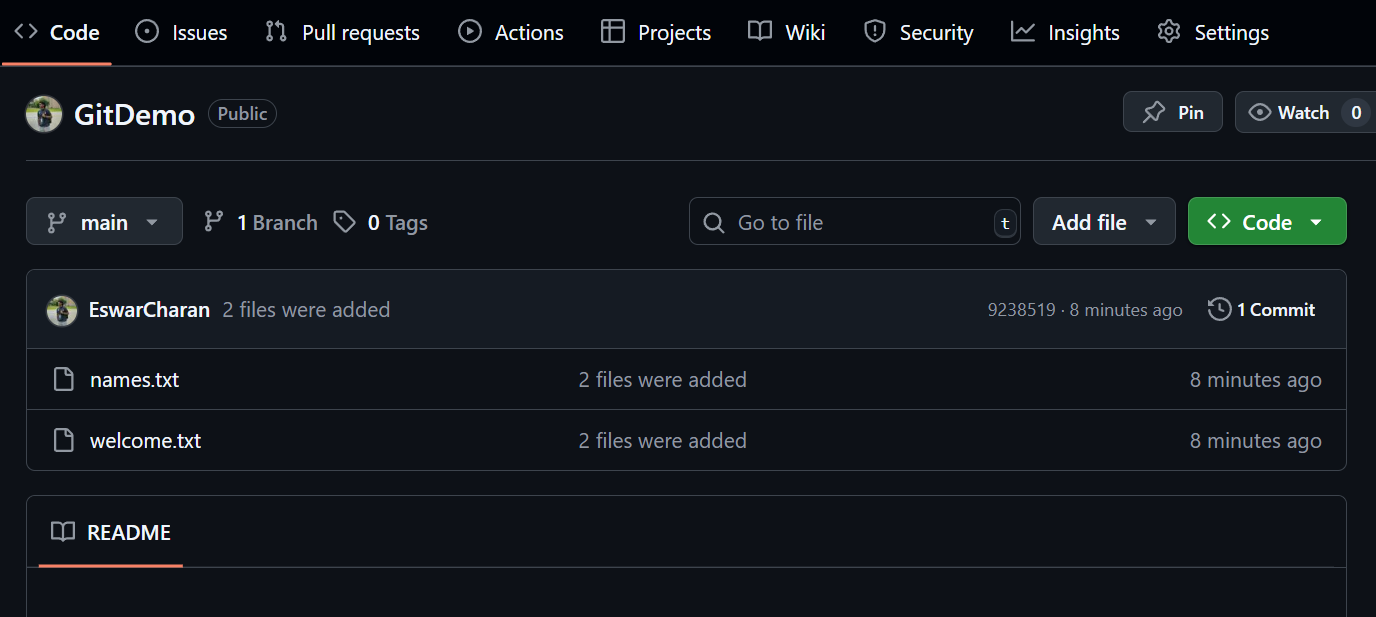 Code Issues Pull requests Actions Projects Wiki Security Insights Settings
GitDemo Public Pin Watch 0
main 1 Branch 0 Tags Go to file t Add file Code
EswarCharan 2 files were added 9238519 · 8 minutes ago 1 Commit
names.txt 2 files were added 8 minutes ago
welcome.txt 2 files were added 8 minutes ago
README